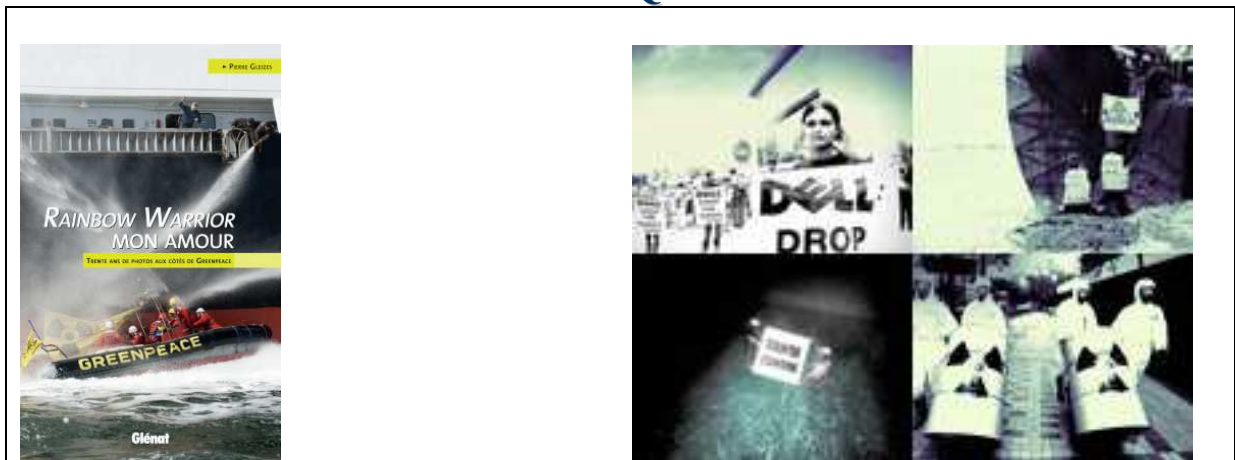 ► PIERRE GLEIZES
RAINBOW WARRIOR
MON AMOUR
TRENTE ANS DE PHOTOS AUX CÔTÉS DE GREENPEACE
GREENPEACE
Glénat
DELL
DROP